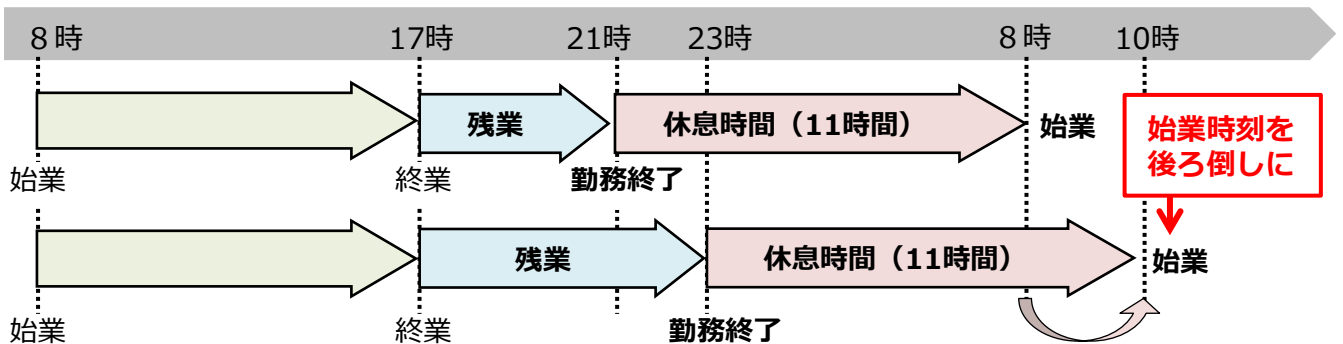 ８時 17時 21時 23時 ８時 10時
残業 休息時間（11時間） 始業
始業時刻を
後ろ倒しに
始業 終業 勤務終了
残業 休息時間（11時間） 始業
始業 終業 勤務終了